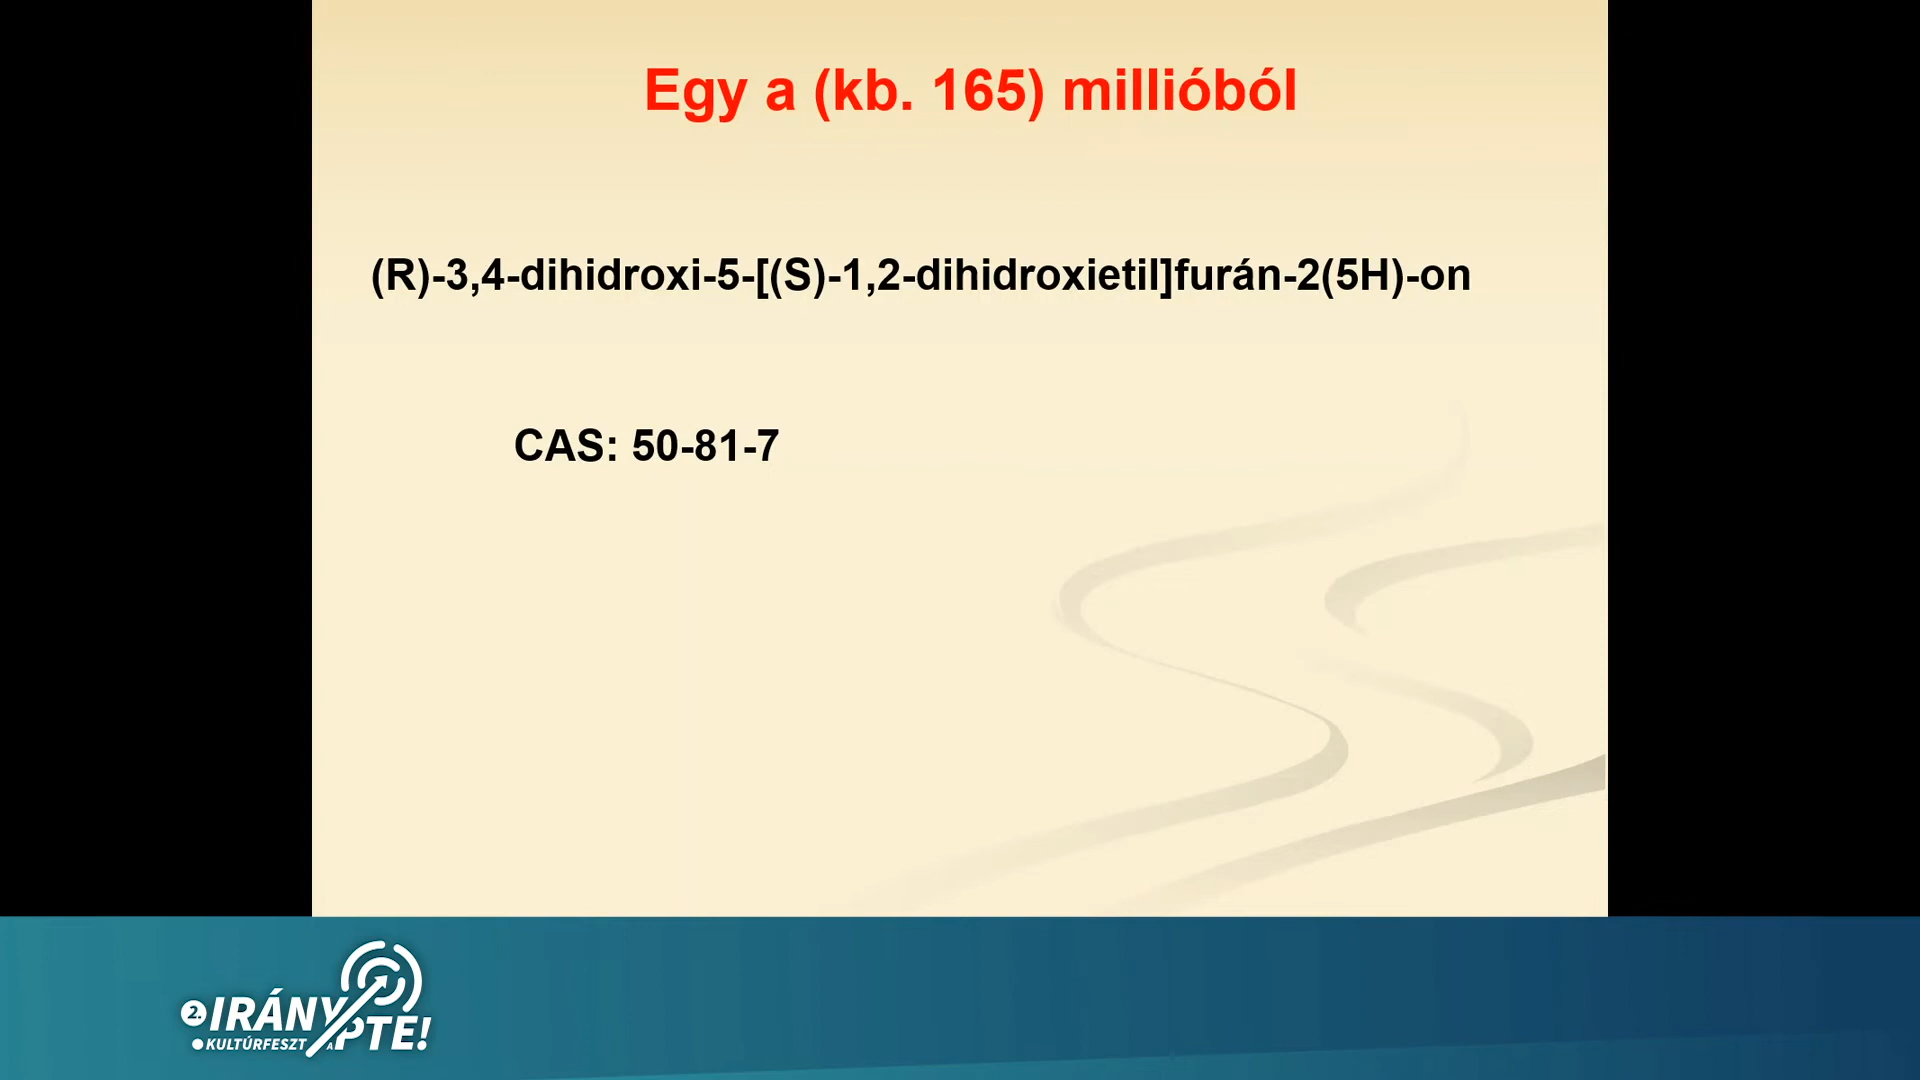 Egy a (kb. 165) millióból
(R)-3,4-dihidroxi-5-[(S)-1,2-dihidroxietil]furán-2(5H)-on
CAS: 50-81-7
2. IRÁNY
KULTÚRFESZT A PTE!